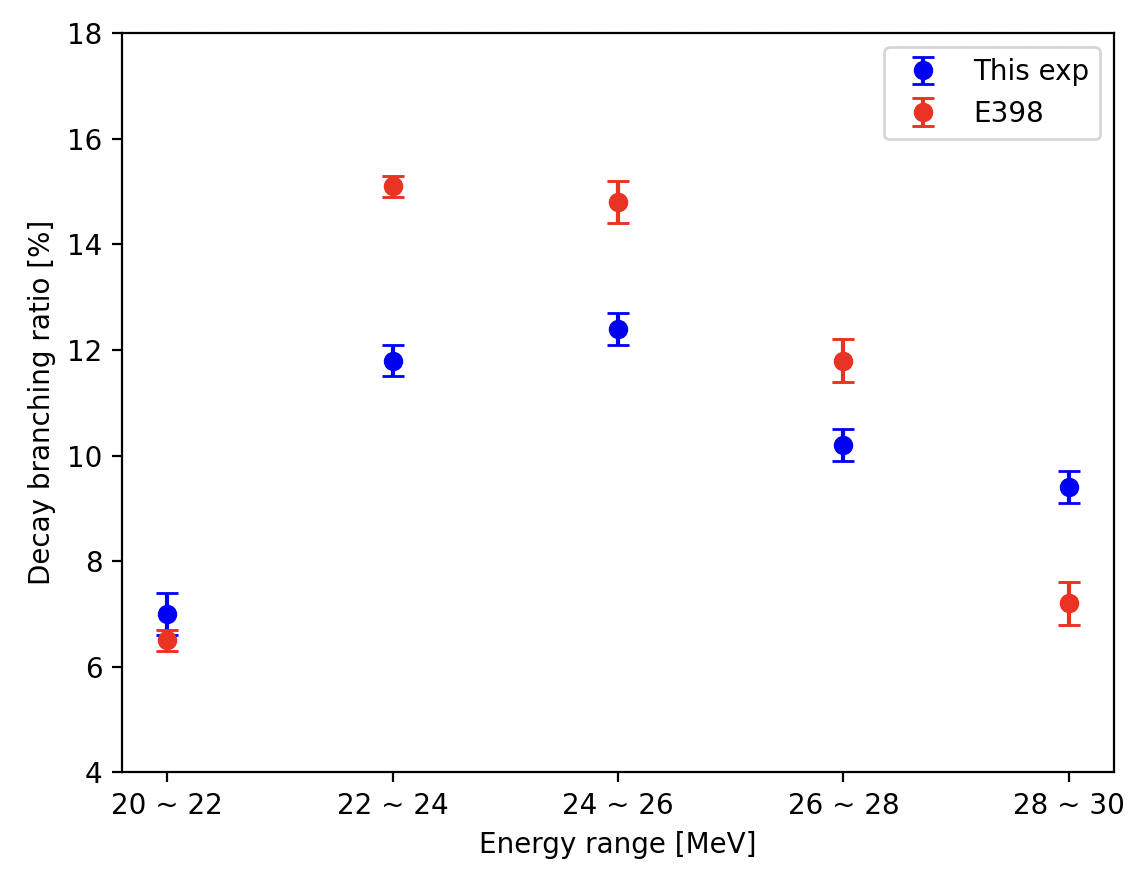 18
16
14
12
10
8
6
4
Decay branching ratio [%]
This exp
E398
20 ~ 22
22 ~ 24
24 ~ 26
26 ~ 28
28 ~ 30
Energy range [MeV]